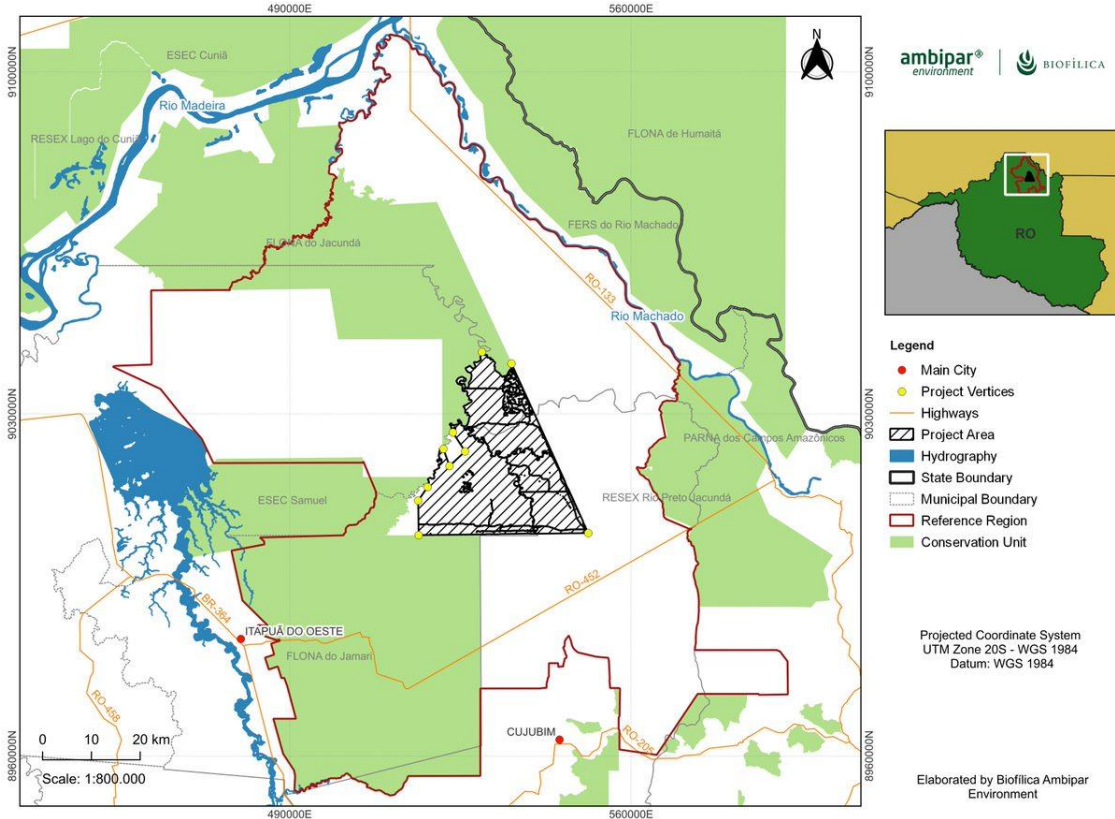 490000E
560000E
N
9100000N
9100000N
ESEC Cuniã
Rio Madeira
RESEX Lago do Cuniã
FLONA de Humaitá
FERS do Rio Machado
FLONA do Jacundá
RO-133
Rio Machado
9030000N
9030000N
PARNA dos Campos Amazônicos
ESEC Samuel
RESEX Rio Preto Jacundá
RO-452
BR-364
ITAPUÃ DO OESTE
FLONA do Jamari
RO-458
CUJUBIM
RO-205
0 10 20 km
Scale: 1:800.000
8960000N
8960000N
490000E
560000E
ambipar®
environment
BIOFÍLICA
RO
Legend
Main City
Project Vertices
Highways
Project Area
Hydrography
State Boundary
Municipal Boundary
Reference Region
Conservation Unit
Projected Coordinate System
UTM Zone 20S - WGS 1984
Datum: WGS 1984
Elaborated by Biofílica Ambipar
Environment